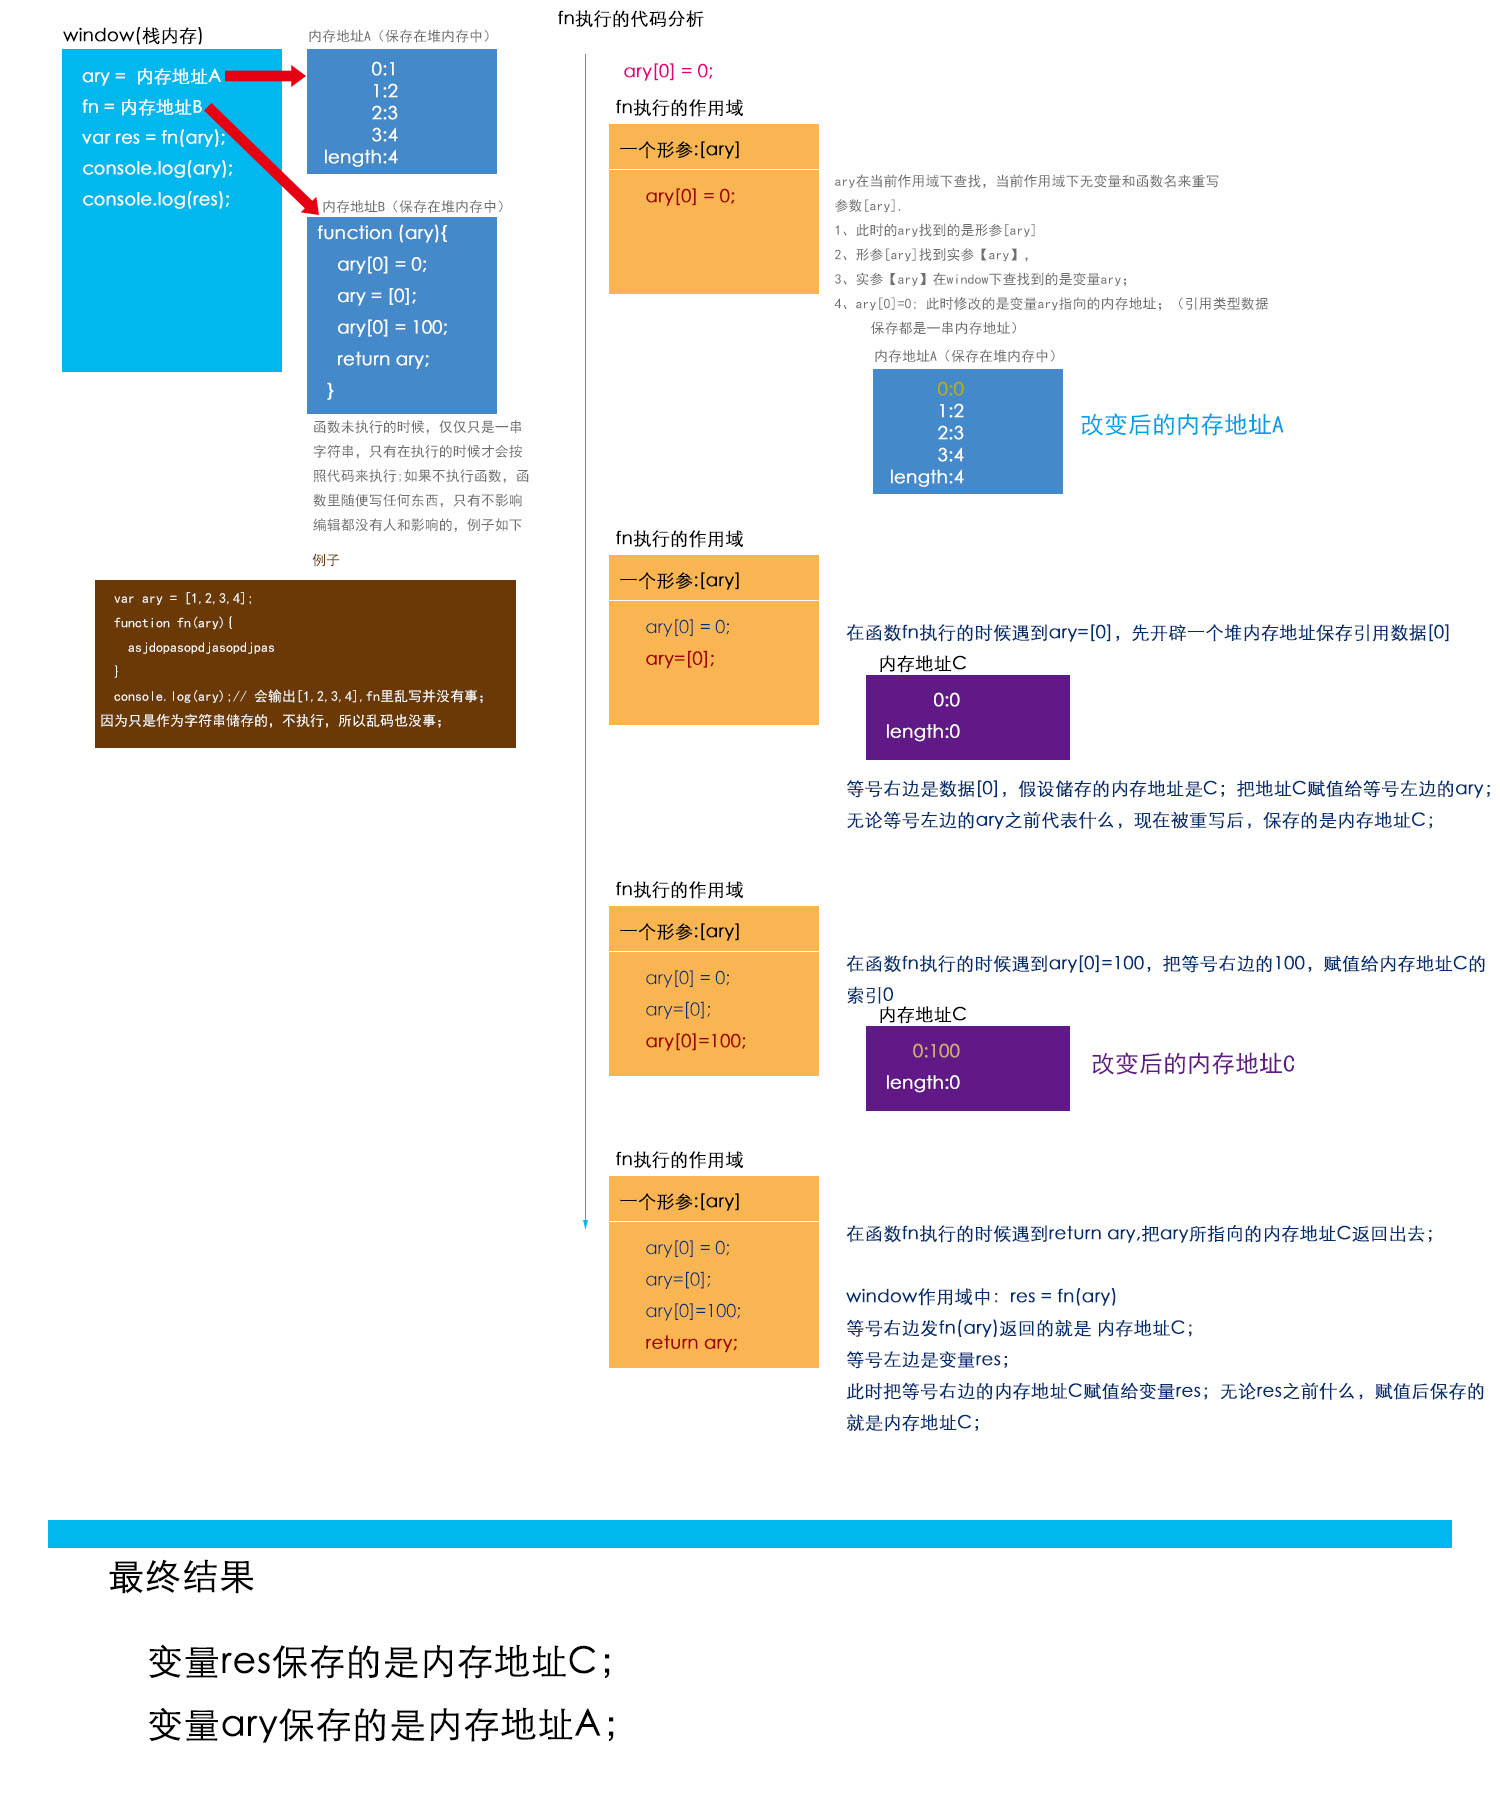 window(栈内存)
ary =  内存地址A
fn = 内存地址B
var res = fn(ary);
console.log(ary);
console.log(res);
内存地址A（保存在堆内存中）
0:1
1:2
2:3
3:4
length:4
内存地址B（保存在堆内存中）
function (ary){
ary[0] = 0;
ary = [0];
ary[0] = 100;
return ary;
}
函数未执行的时候，仅仅只是一串
字符串，只有在执行的时候才会按
照代码来执行;如果不执行函数，函
数里随便写任何东西，只有不影响
编辑都没有人和影响的，例子如下
例子
var ary = [1,2,3,4];
function fn(ary){
asjdopasopdjasopdjpas
}
console.log(ary);// 会输出[1,2,3,4],fn里乱写并没有事；
因为只是作为字符串储存的，不执行，所以乱码也没事；
fn执行的代码分析
ary[0] = 0;
fn执行的作用域
一个形参:[ary]
ary[0] = 0;
ary在当前作用域下查找，当前作用域下无变量和函数名来重写
参数[ary].
1、此时的ary找到的是形参[ary]
2、形参[ary]找到实参【ary】，
3、实参【ary】在window下查找到的是变量ary；
4、ary[0]=0; 此时修改的是变量ary指向的内存地址；（引用类型数据
保存都是一串内存地址）
内存地址A（保存在堆内存中）
0:0
1:2
2:3
3:4
length:4
改变后的内存地址A
fn执行的作用域
一个形参:[ary]
ary[0] = 0;
ary=[0];
在函数fn执行的时候遇到ary=[0]，先开辟一个堆内存地址保存引用数据[0]
内存地址C
0:0
length:0
等号右边是数据[0]，假设储存的内存地址是C；把地址C赋值给等号左边的ary；
无论等号左边的ary之前代表什么，现在被重写后，保存的是内存地址C；
fn执行的作用域
一个形参:[ary]
ary[0] = 0;
ary=[0];
ary[0]=100;
在函数fn执行的时候遇到ary[0]=100，把等号右边的100，赋值给内存地址C的
索引0
内存地址C
0:100
length:0
改变后的内存地址C
fn执行的作用域
一个形参:[ary]
ary[0] = 0;
ary=[0];
ary[0]=100;
return ary;
在函数fn执行的时候遇到return ary,把ary所指向的内存地址C返回出去；
window作用域中：res = fn(ary)
等号右边发fn(ary)返回的就是 内存地址C；
等号左边是变量res；
此时把等号右边的内存地址C赋值给变量res；无论res之前什么，赋值后保存的
就是内存地址C；
最终结果
变量res保存的是内存地址C；
变量ary保存的是内存地址A；